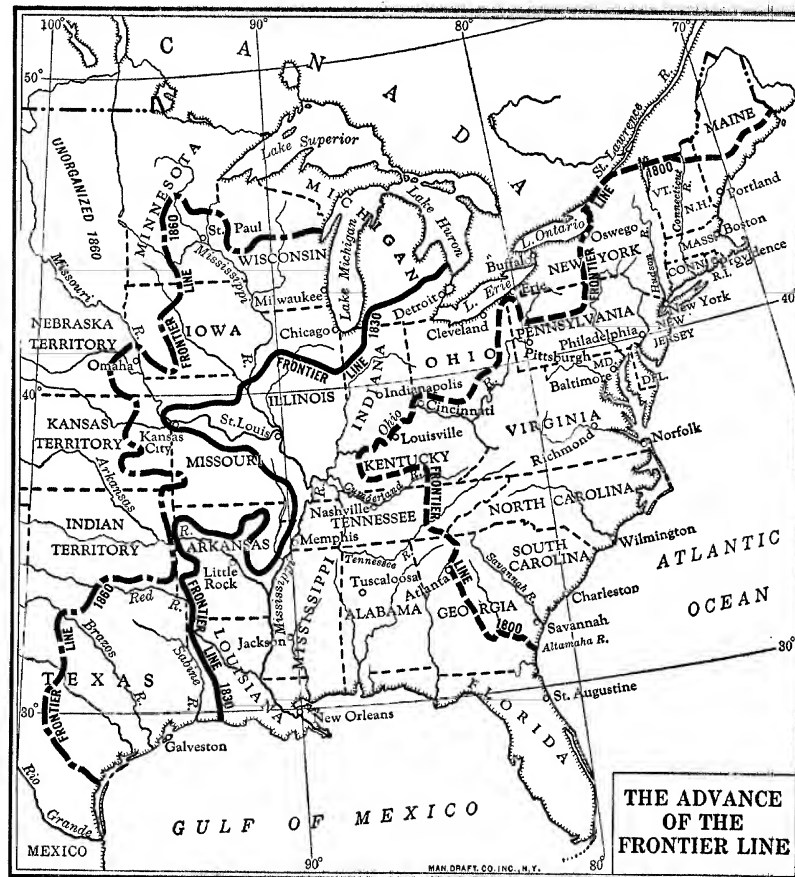 100°
90°
80°
70°
CANADA
50°
Lake Superior
St. Lawrence R.
MAINE
UNORGANIZED 1860
MINNESOTA
MICHIGAN
1800
LINE
FRONTIER
VT.
Connecticut R.
N.H.
Portland
1860
LINE
FRONTIER
St. Paul
Mississippi R.
WISCONSIN
Lake Michigan
Lake Huron
L. Ontario
Oswego
Buffalo
NEW YORK
Hudson R.
MASS.
Boston
CONN.
R.I.
Missouri R.
Milwaukee
Detroit
L. Erie
Erie
New York
40°
NEBRASKA
TERRITORY
IOWA
Chicago
1830
Cleveland
PENNSYLVANIA
NEW
JERSEY
Philadelphia
Pittsburgh
Omaha
FRONTIER LINE
OHIO
MD.
DEL.
Baltimore
40°
ILLINOIS
INDIANA
Indianapolis
Cincinnati
KANSAS
TERRITORY
Kansas
City
St. Louis
Ohio R.
Louisville
VIRGINIA
Richmond
Norfolk
MISSOURI
KENTUCKY
Arkansas R.
Cumberland R.
FRONTIER
Nashville
TENNESSEE
NORTH CAROLINA
INDIAN
TERRITORY
ARKANSAS
Memphis
Wilmington
Little
Rock
Tennessee R.
SOUTH
CAROLINA
ATLANTIC
OCEAN
Mississippi R.
Tuscaloosa
Atlanta
LINE
Savannah R.
Charleston
1860
Red R.
FRONTIER
LINE
1830
MISSISSIPPI
ALABAMA
GEORGIA
1800
Savannah
Altamaha R.
LINE
Brazos R.
Jackson
LOUISIANA
TEXAS
Sabine R.
FRONTIER
30°
New Orleans
St. Augustine
30°
FLORIDA
Galveston
Rio Grande
GULF OF MEXICO
MEXICO
90°
80°
MAN. DRAFT. CO. INC., N.Y.
THE ADVANCE
OF THE
FRONTIER LINE